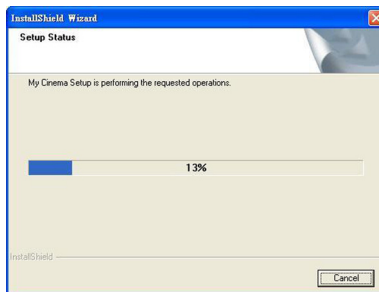 InstallShield Wizard
Setup Status
My Cinema Setup is performing the requested operations.
13%
InstallShield
Cancel